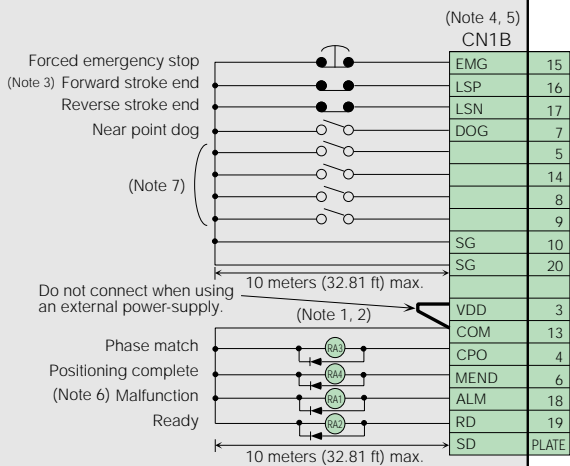 (Note 4, 5)
CN1B
Forced emergency stop EMG 15
(Note 3) Forward stroke end LSP 16
Reverse stroke end LSN 17
Near point dog DOG 7
5
(Note 7) 14
8
9
SG 10
SG 20
10 meters (32.81 ft) max.
Do not connect when using
an external power-supply.
VDD 3
(Note 1, 2)
COM 13
Phase match RA3 CPO 4
Positioning complete RA4 MEND 6
(Note 6) Malfunction RA1 ALM 18
Ready RA2 RD 19
SD PLATE
10 meters (32.81 ft) max.